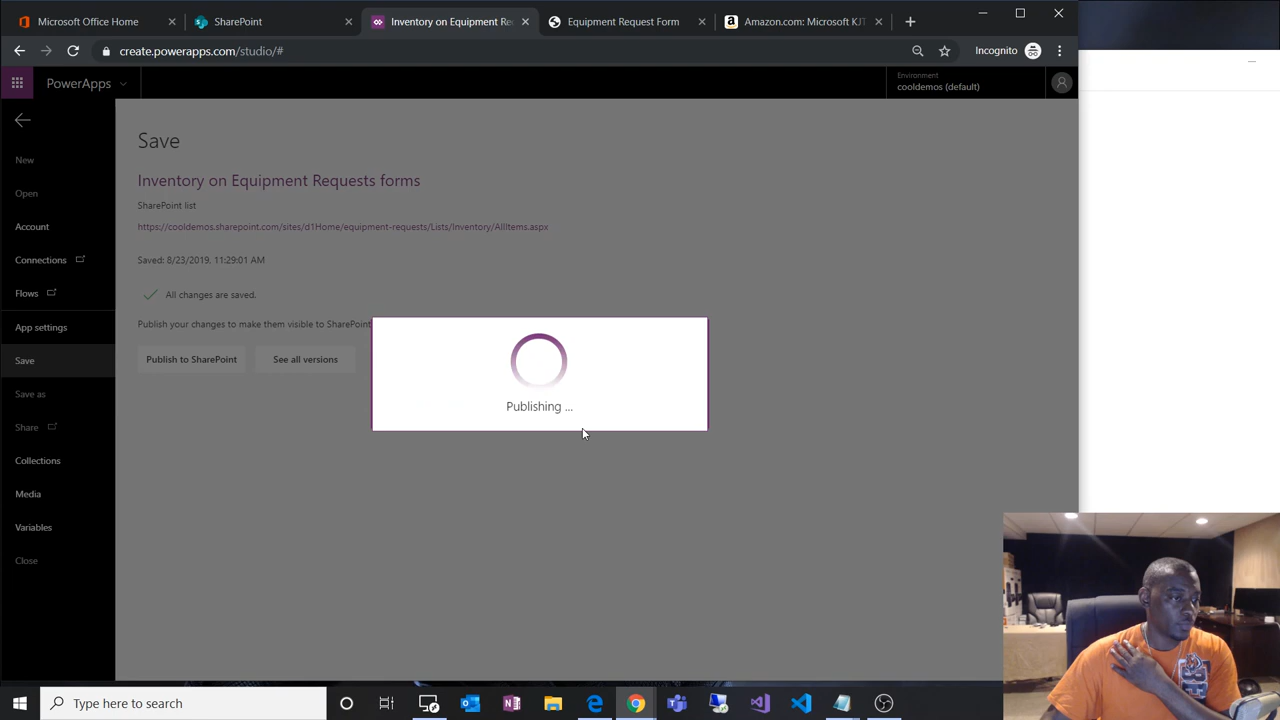 Microsoft Office Home
SharePoint
Inventory on Equipment Re
Equipment Request Form
Amazon.com: Microsoft KJT
create.powerapps.com/studio/#
Incognito
PowerApps
Environment
cooldemos (default)
New
Open
Account
Connections
Flows
App settings
Save
Save as
Share
Collections
Media
Variables
Close
Save
Inventory on Equipment Requests forms
SharePoint list
https://cooldemos.sharepoint.com/sites/d1Home/equipment-requests/Lists/Inventory/AllItems.aspx
Saved: 8/23/2019, 11:29:01 AM
All changes are saved.
Publish your changes to make them visible to SharePoint
Publish to SharePoint
See all versions
Publishing ...
Type here to search